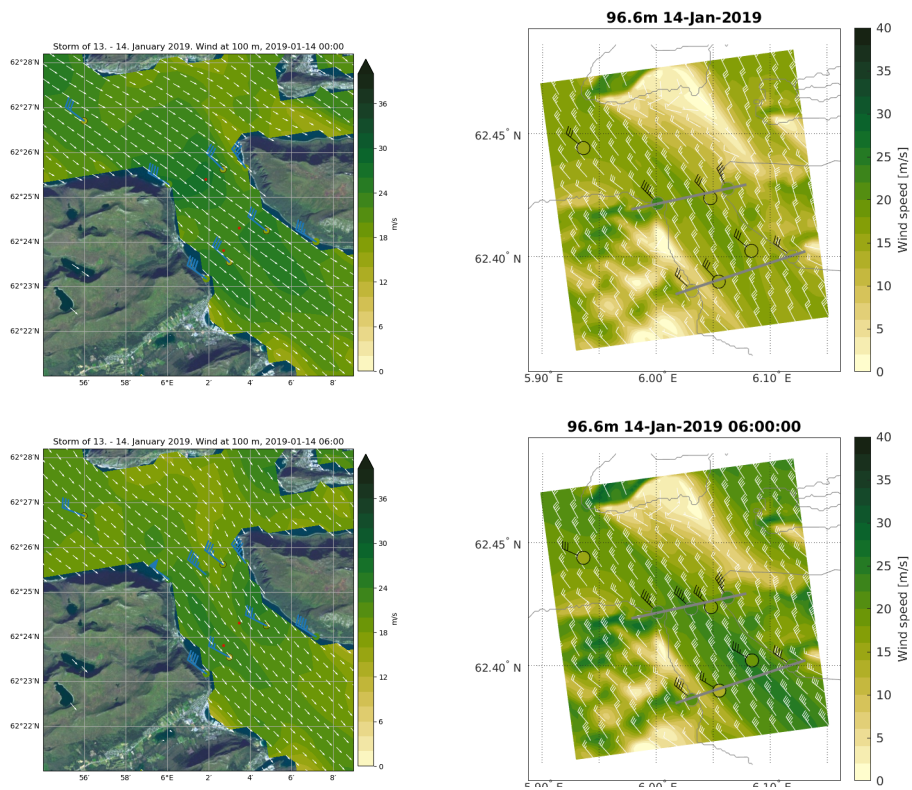 Storm of 13. - 14. January 2019. Wind at 100 m, 2019-01-14 00:00
62°28'N
62°27'N
62°26'N
62°25'N
62°24'N
62°23'N
62°22'N
56' 58' 6°E 2' 4' 6' 8'
36
30
24
18
12
6
0
m/s
96.6m 14-Jan-2019
62.45° N
62.40° N
5.90° E 6.00° E 6.10° E
40
35
30
25
20
15
10
5
0
Wind speed [m/s]
Storm of 13. - 14. January 2019. Wind at 100 m, 2019-01-14 06:00
62°28'N
62°27'N
62°26'N
62°25'N
62°24'N
62°23'N
62°22'N
56' 58' 6°E 2' 4' 6' 8'
36
30
24
18
12
6
0
m/s
96.6m 14-Jan-2019 06:00:00
62.45° N
62.40° N
5.90° E 6.00° E 6.10° E
40
35
30
25
20
15
10
5
0
Wind speed [m/s]